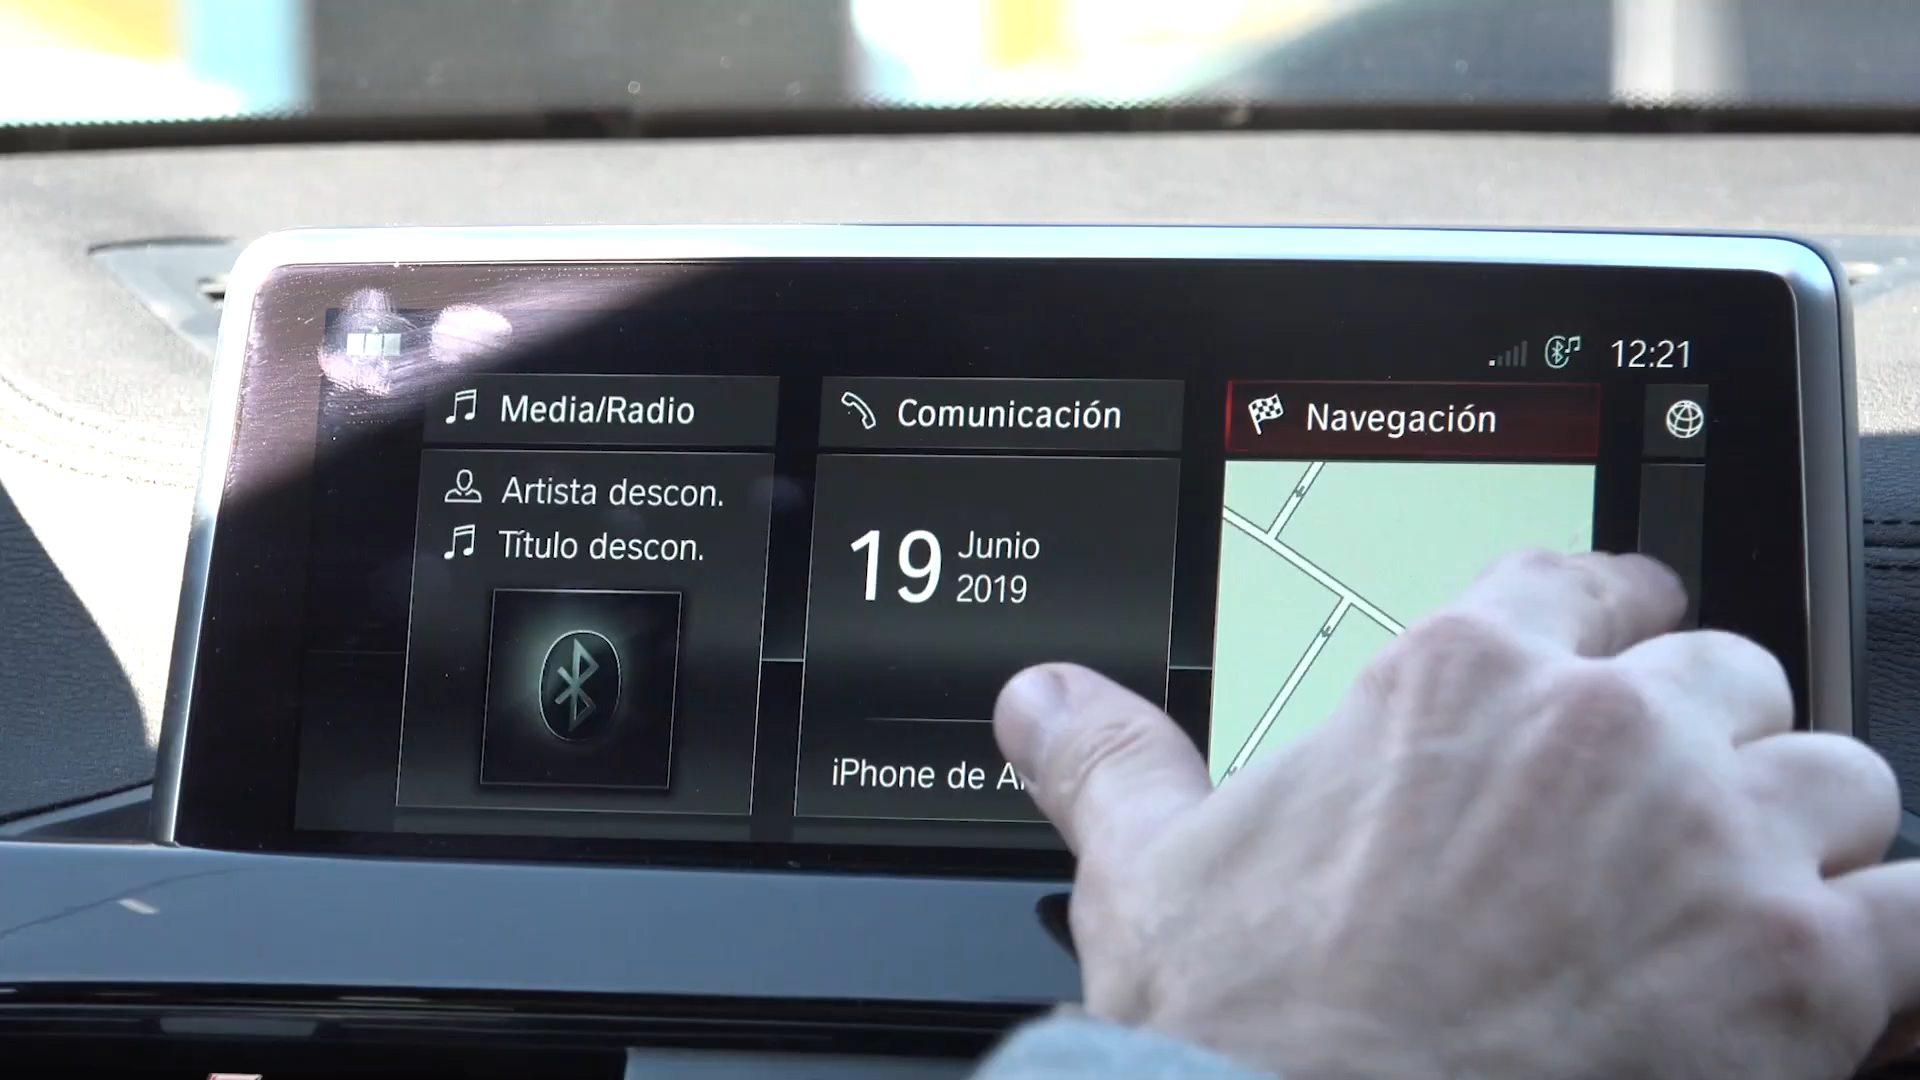 12:21
Media/Radio
Comunicación
Navegación
Artista descon.
Título descon.
19 Junio
2019
iPhone de